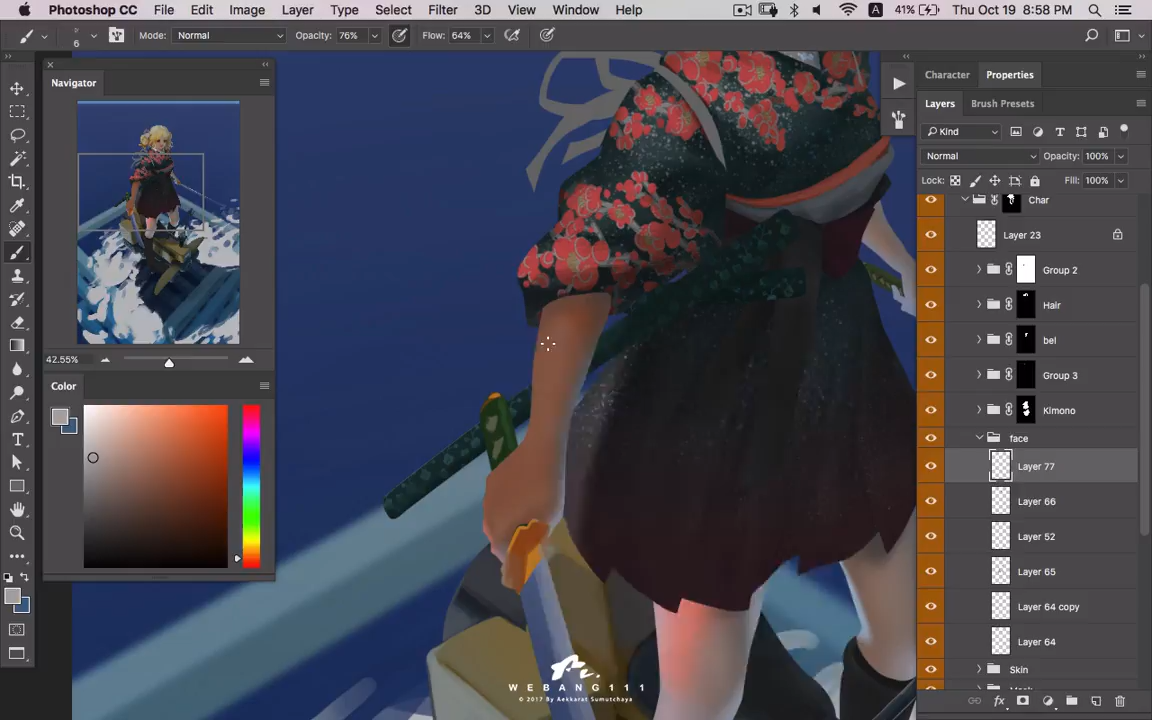 Photoshop CC File Edit Image Layer Type Select Filter 3D View Window Help A 41% Thu Oct 19 8:58 PM
6 Mode: Normal Opacity: 76% Flow: 64%
Navigator
42.55%
Color
Character Properties
Layers Brush Presets
Kind
Normal Opacity: 100%
Lock: Fill: 100%
Char
Layer 23
Group 2
Hair
bel
Group 3
KImono
face
Layer 77
Layer 66
Layer 52
Layer 65
Layer 64 copy
Layer 64
Skin
fx
WEBANG111
© 2017 By Aekkarat Sumutchaya